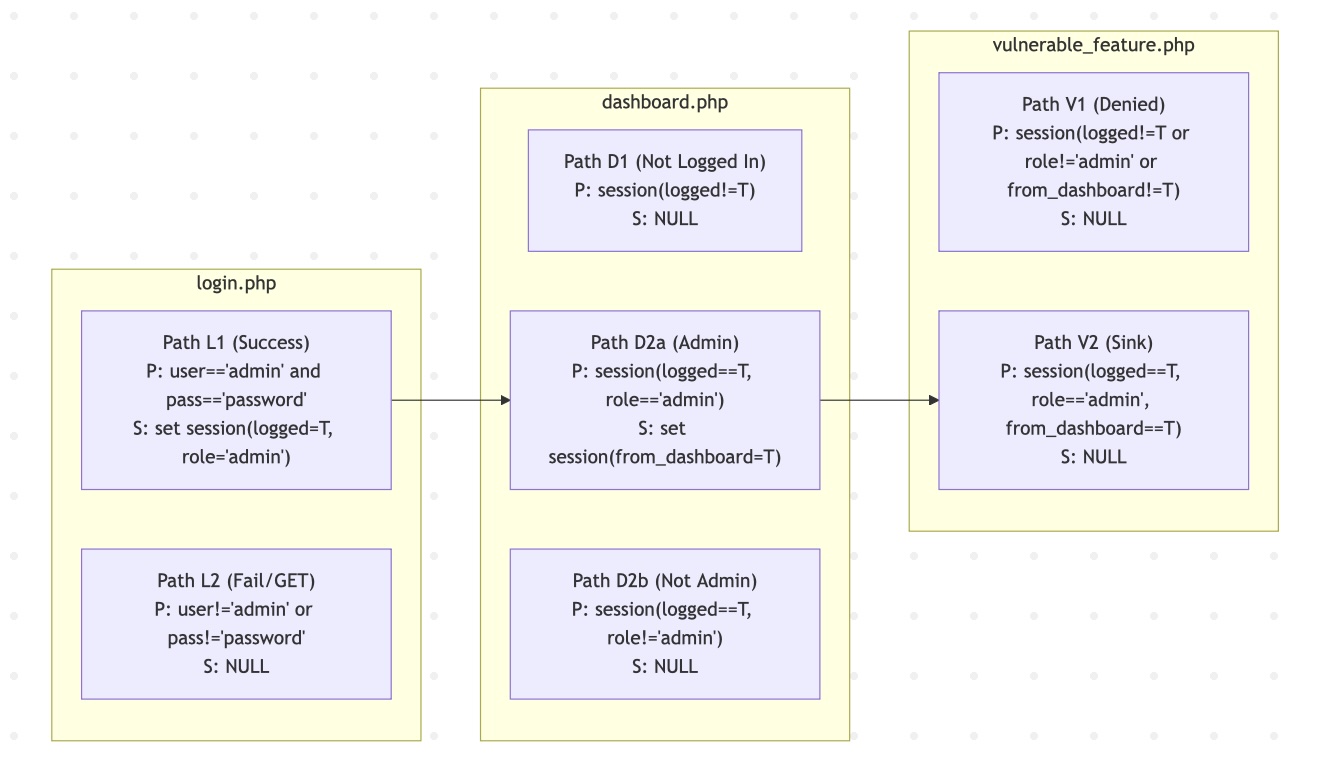 login.php
Path L1 (Success)
P: user=='admin' and
pass=='password'
S: set session(logged=T,
role='admin')
Path L2 (Fail/GET)
P: user!='admin' or
pass!='password'
S: NULL
dashboard.php
Path D1 (Not Logged In)
P: session(logged!=T)
S: NULL
Path D2a (Admin)
P: session(logged==T,
role=='admin')
S: set
session(from_dashboard=T)
Path D2b (Not Admin)
P: session(logged==T,
role!='admin')
S: NULL
vulnerable_feature.php
Path V1 (Denied)
P: session(logged!=T or
role!='admin' or
from_dashboard!=T)
S: NULL
Path V2 (Sink)
P: session(logged==T,
role=='admin',
from_dashboard==T)
S: NULL